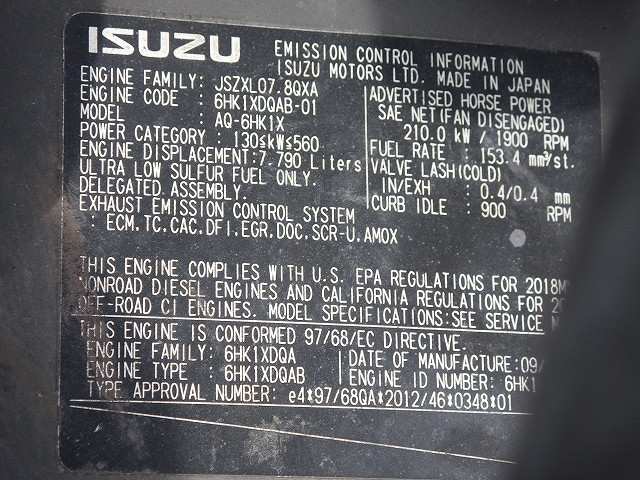 ISUZU
EMISSION CONTROL INFORMATION
ISUZU MOTORS LTD. MADE IN JAPAN
ENGINE FAMILY: JSZXL07.8QXA
ENGINE CODE : 6HK1XDQAB-01
MODEL : AQ-6HK1X
POWER CATEGORY : 130≤kW≤560
ENGINE DISPLACEMENT:7.790 Liters
ULTRA LOW SULFUR FUEL ONLY.
DELEGATED ASSEMBLY.
EXHAUST EMISSION CONTROL SYSTEM
: ECM.TC.CAC.DFI.EGR.DOC.SCR-U.AMOX
ADVERTISED HORSE POWER
SAE NET(FAN DISENGAGED)
210.0 kW / 1900 RPM
FUEL RATE : 153.4 mm³/st.
VALVE LASH(COLD)
IN/EXH : 0.4/0.4 mm
CURB IDLE : 900 RPM
THIS ENGINE COMPLIES WITH U.S. EPA REGULATIONS FOR 2018
NONROAD DIESEL ENGINES AND CALIFORNIA REGULATIONS FOR
OFF-ROAD CI ENGINES. MODEL SPECIFICATIONS:SEE SERVICE
THIS ENGINE IS CONFORMED 97/68/EC DIRECTIVE.
ENGINE FAMILY: 6HK1XDQA
ENGINE TYPE : 6HK1XDQAB
DATE OF MANUFACTURE:09/
ENGINE ID NUMBER: 6HK1
TYPE APPROVAL NUMBER: e4*97/68QA*2012/46*0348*01